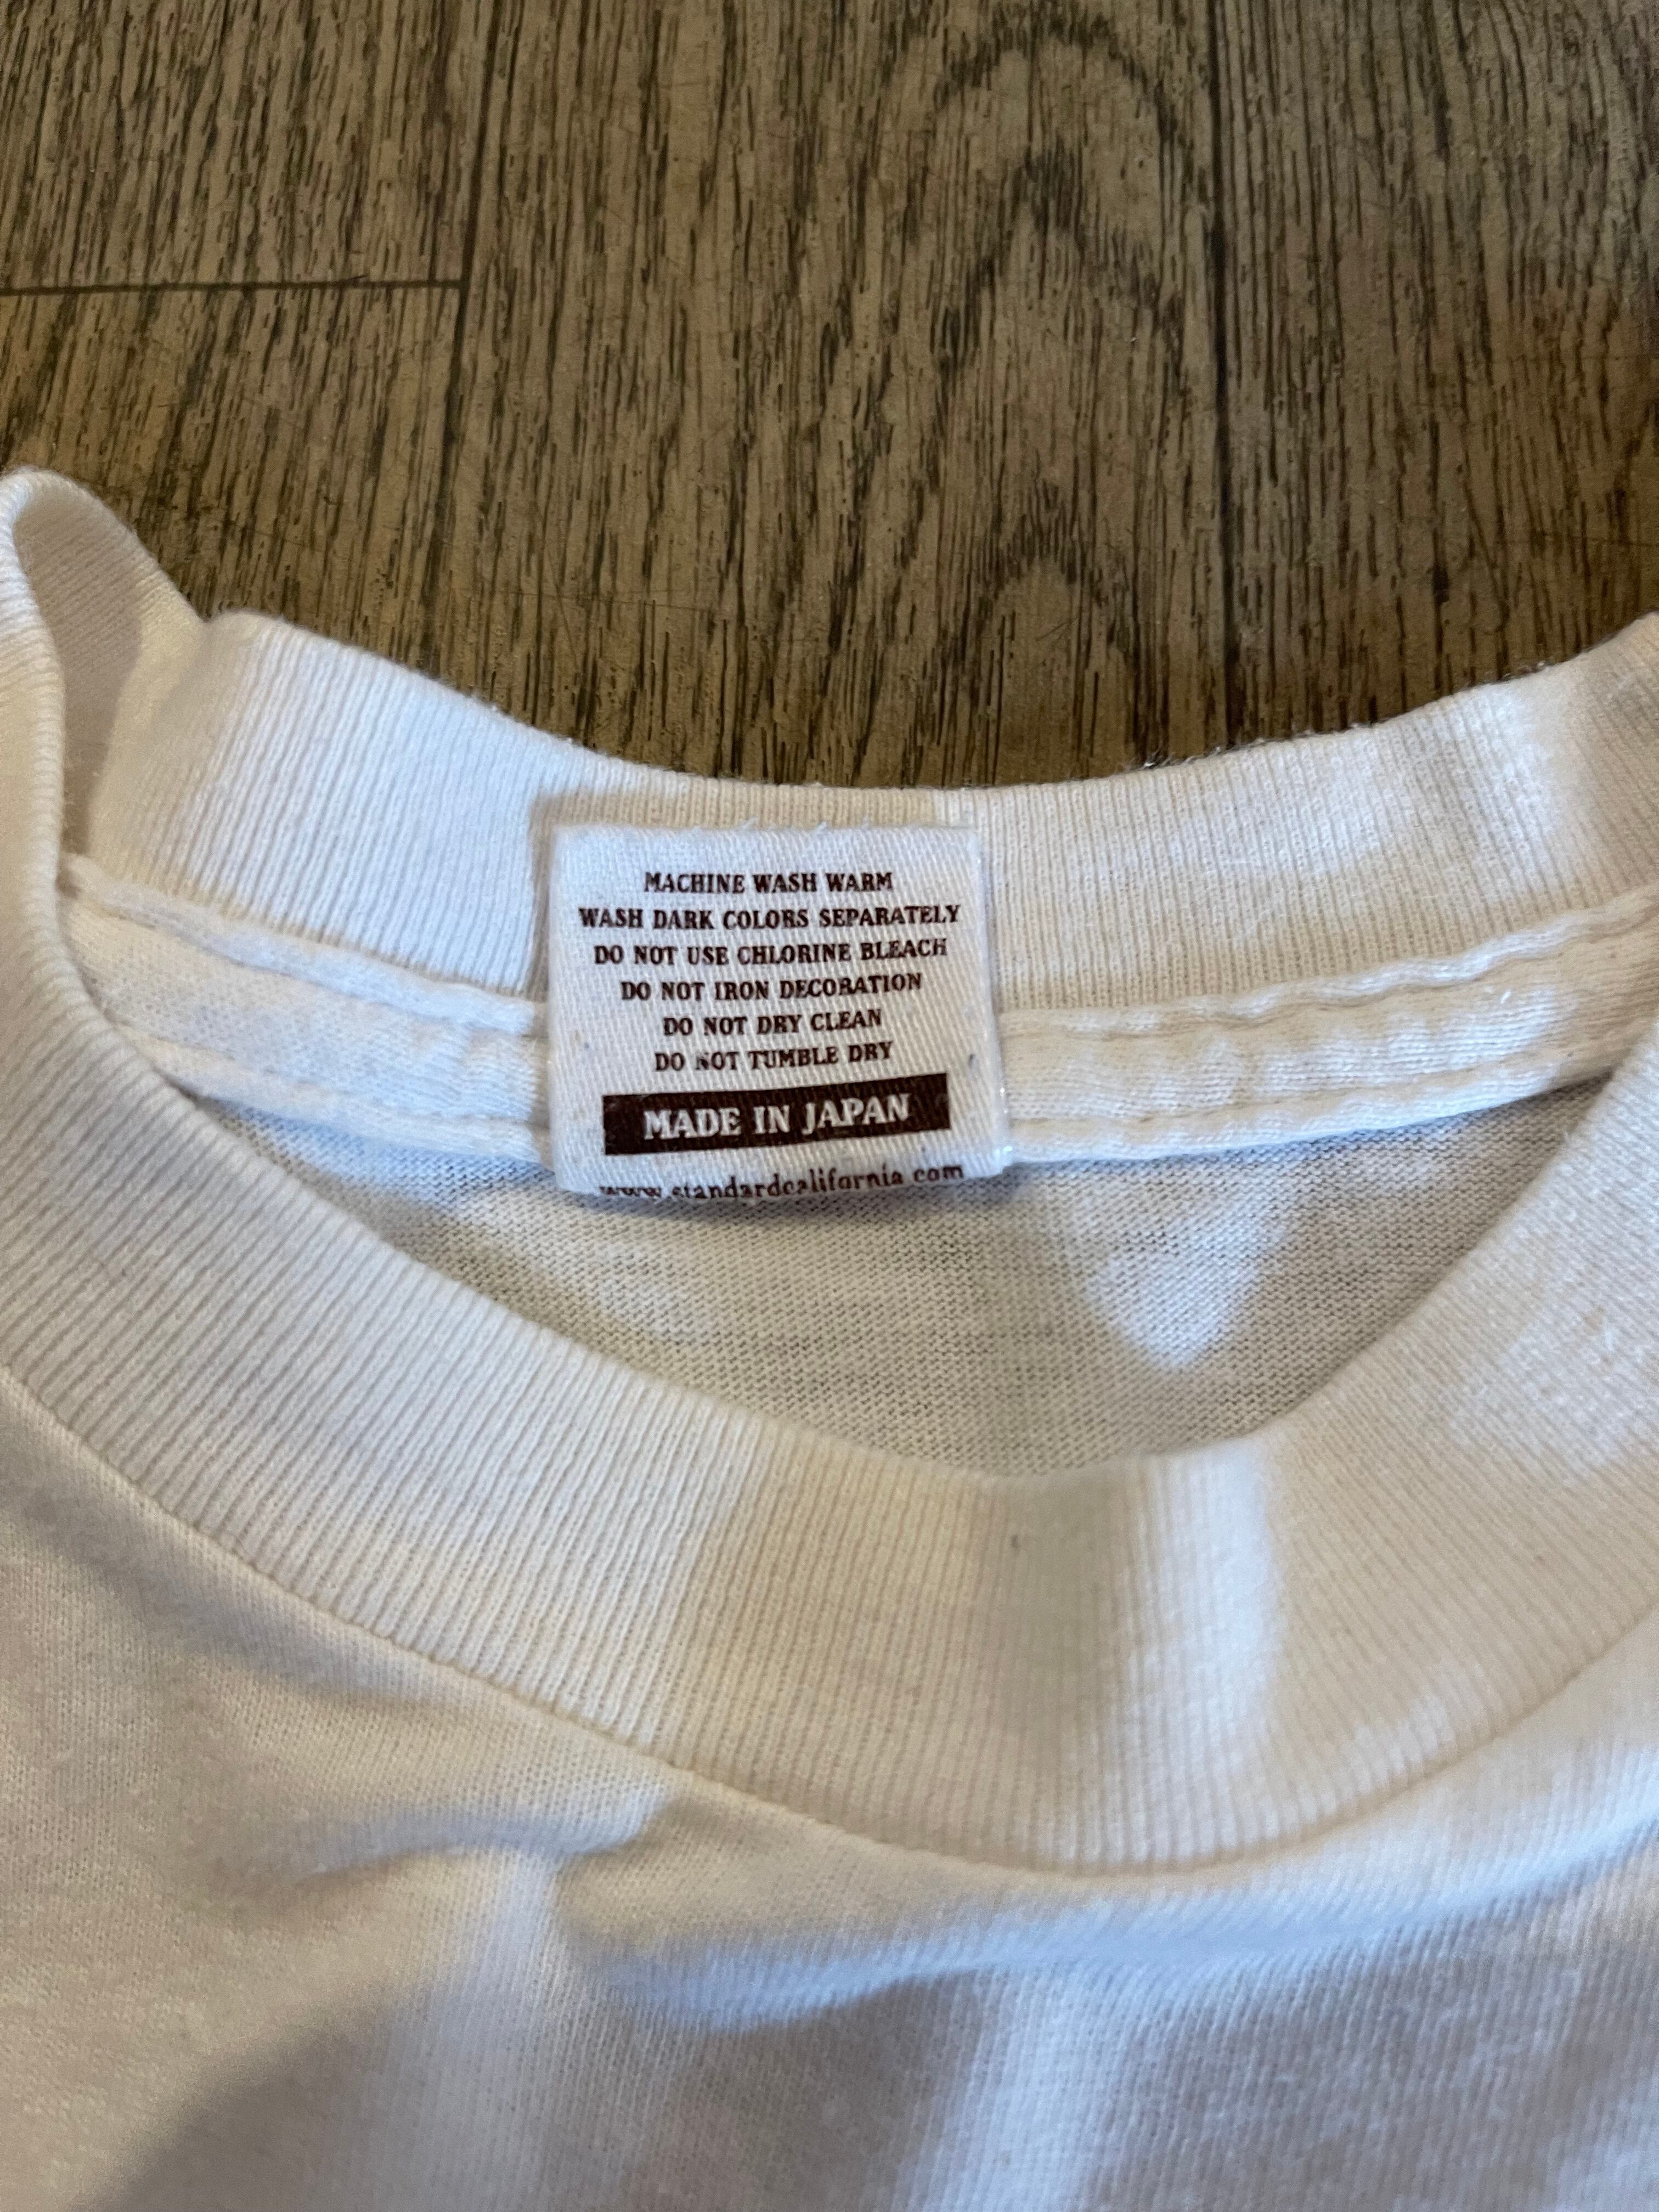 MACHINE WASH WARM
WASH DARK COLORS SEPARATELY
DO NOT USE CHLORINE BLEACH
DO NOT IRON DECORATION
DO NOT DRY CLEAN
DO NOT TUMBLE DRY
MADE IN JAPAN
www.standardcalifornia.com